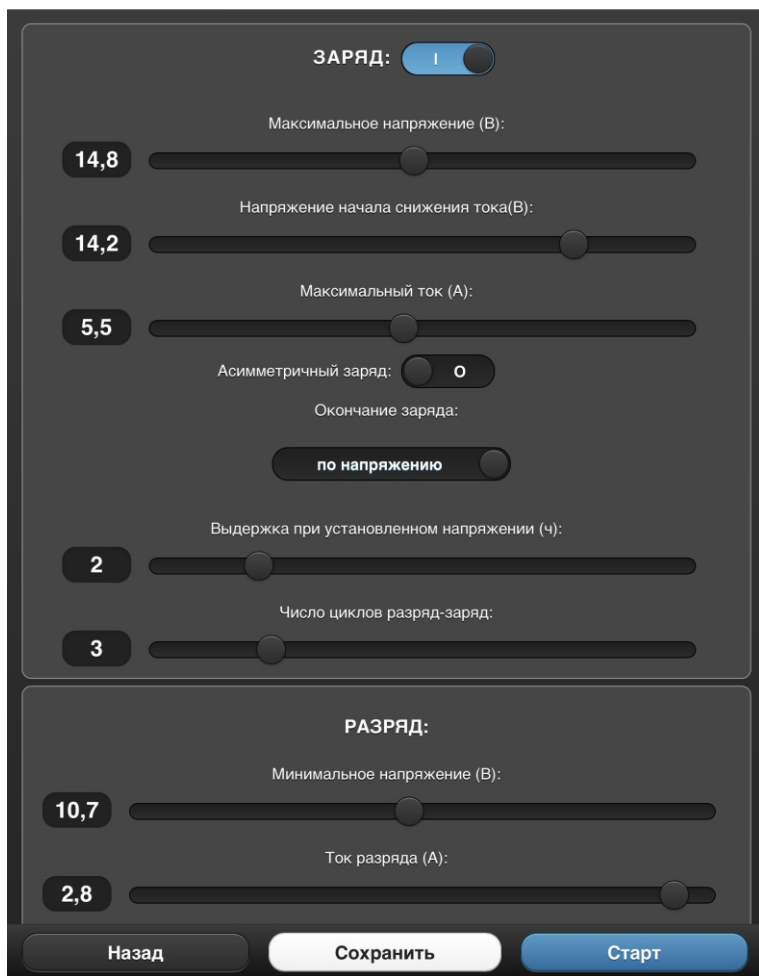 ЗАРЯД: I
Максимальное напряжение (В):
14,8
Напряжение начала снижения тока(В):
14,2
Максимальный ток (А):
5,5
Асимметричный заряд: O
Окончание заряда:
по напряжению
Выдержка при установленном напряжении (ч):
2
Число циклов разряд-заряд:
3
РАЗРЯД:
Минимальное напряжение (В):
10,7
Ток разряда (А):
2,8
Назад Сохранить Старт